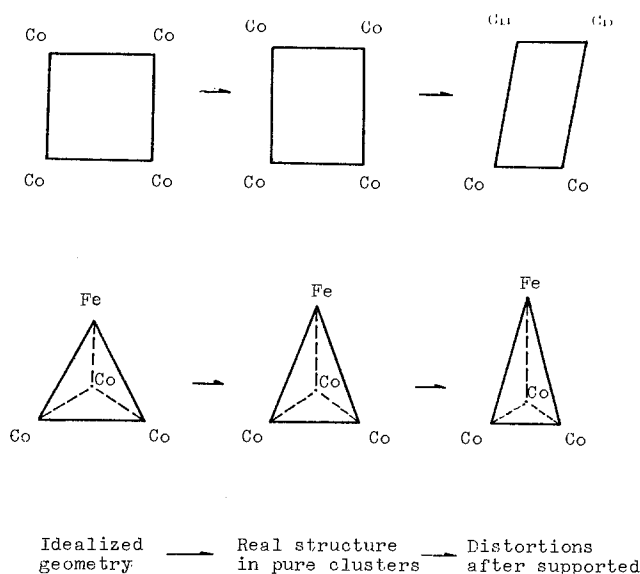 Co Co Co Co
Co Co Co Co Co Co
Fe Fe Fe
Co Co Co
Co Co Co Co Co Co
Idealized Real structure Distortions
geometry in pure clusters after supported